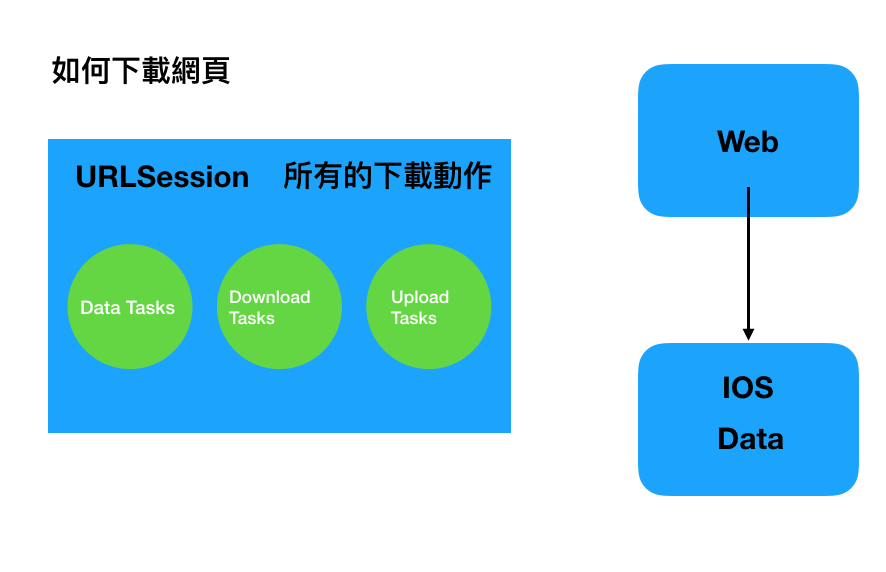 如何下載網頁
URLSession 所有的下載動作
Data Tasks
Download
Tasks
Upload
Tasks
Web
IOS
Data